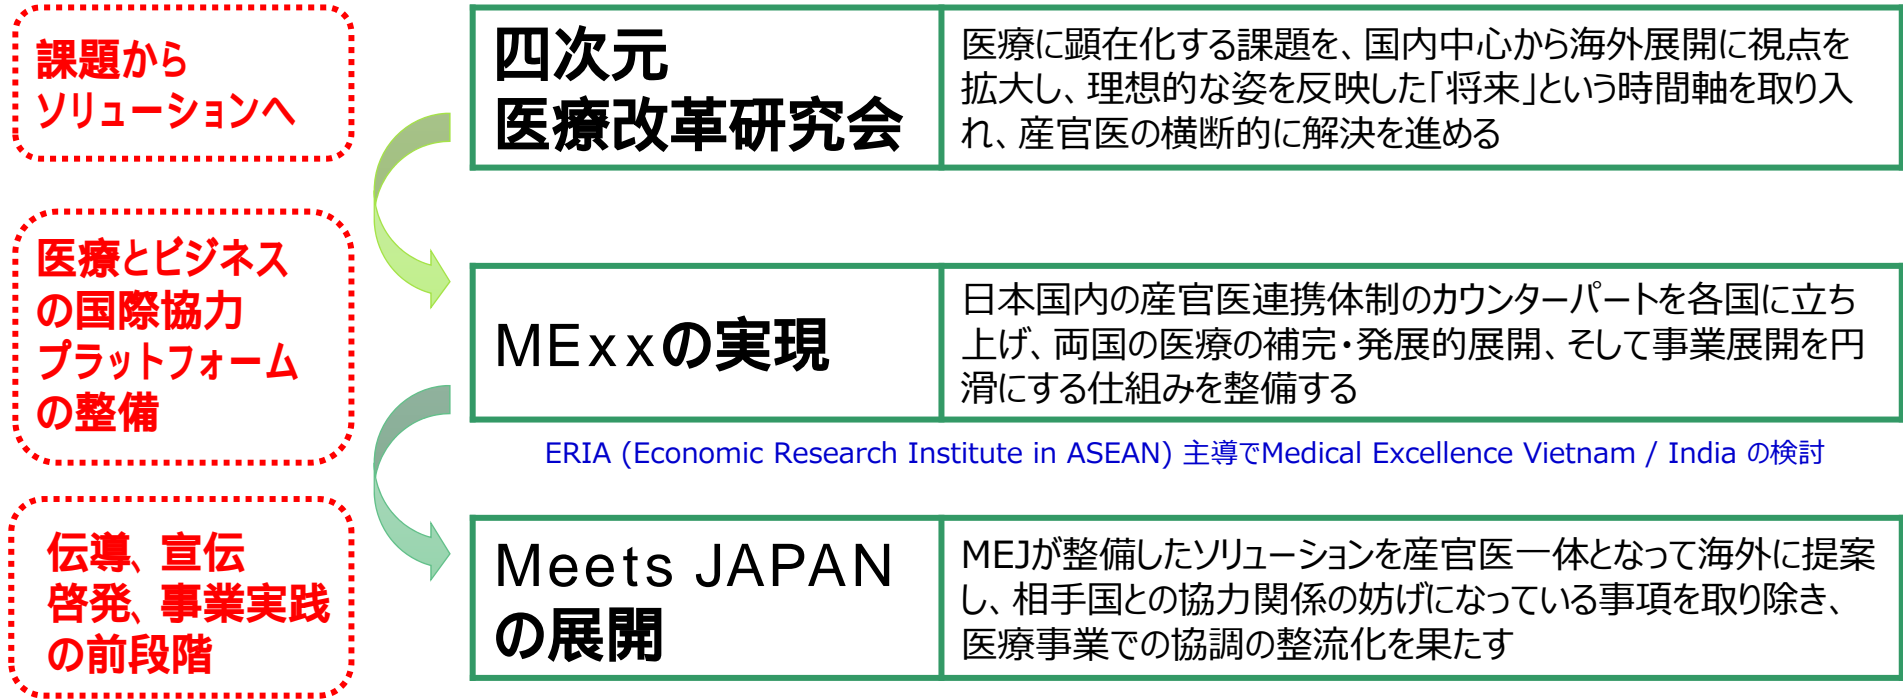 課題から
ソリューションへ
四次元
医療改革研究会
医療に顕在化する課題を、国内中心から海外展開に視点を
拡大し、理想的な姿を反映した「将来」という時間軸を取り入
れ、産官医の横断的に解決を進める
医療とビジネス
の国際協力
プラットフォーム
の整備
MExxの実現
日本国内の産官医連携体制のカウンターパートを各国に立ち
上げ、両国の医療の補完・発展的展開、そして事業展開を円
滑にする仕組みを整備する
ERIA (Economic Research Institute in ASEAN) 主導でMedical Excellence Vietnam / India の検討
伝導、宣伝
啓発、事業実践
の前段階
Meets JAPAN
の展開
MEJが整備したソリューションを産官医一体となって海外に提案
し、相手国との協力関係の妨げになっている事項を取り除き、
医療事業での協調の整流化を果たす